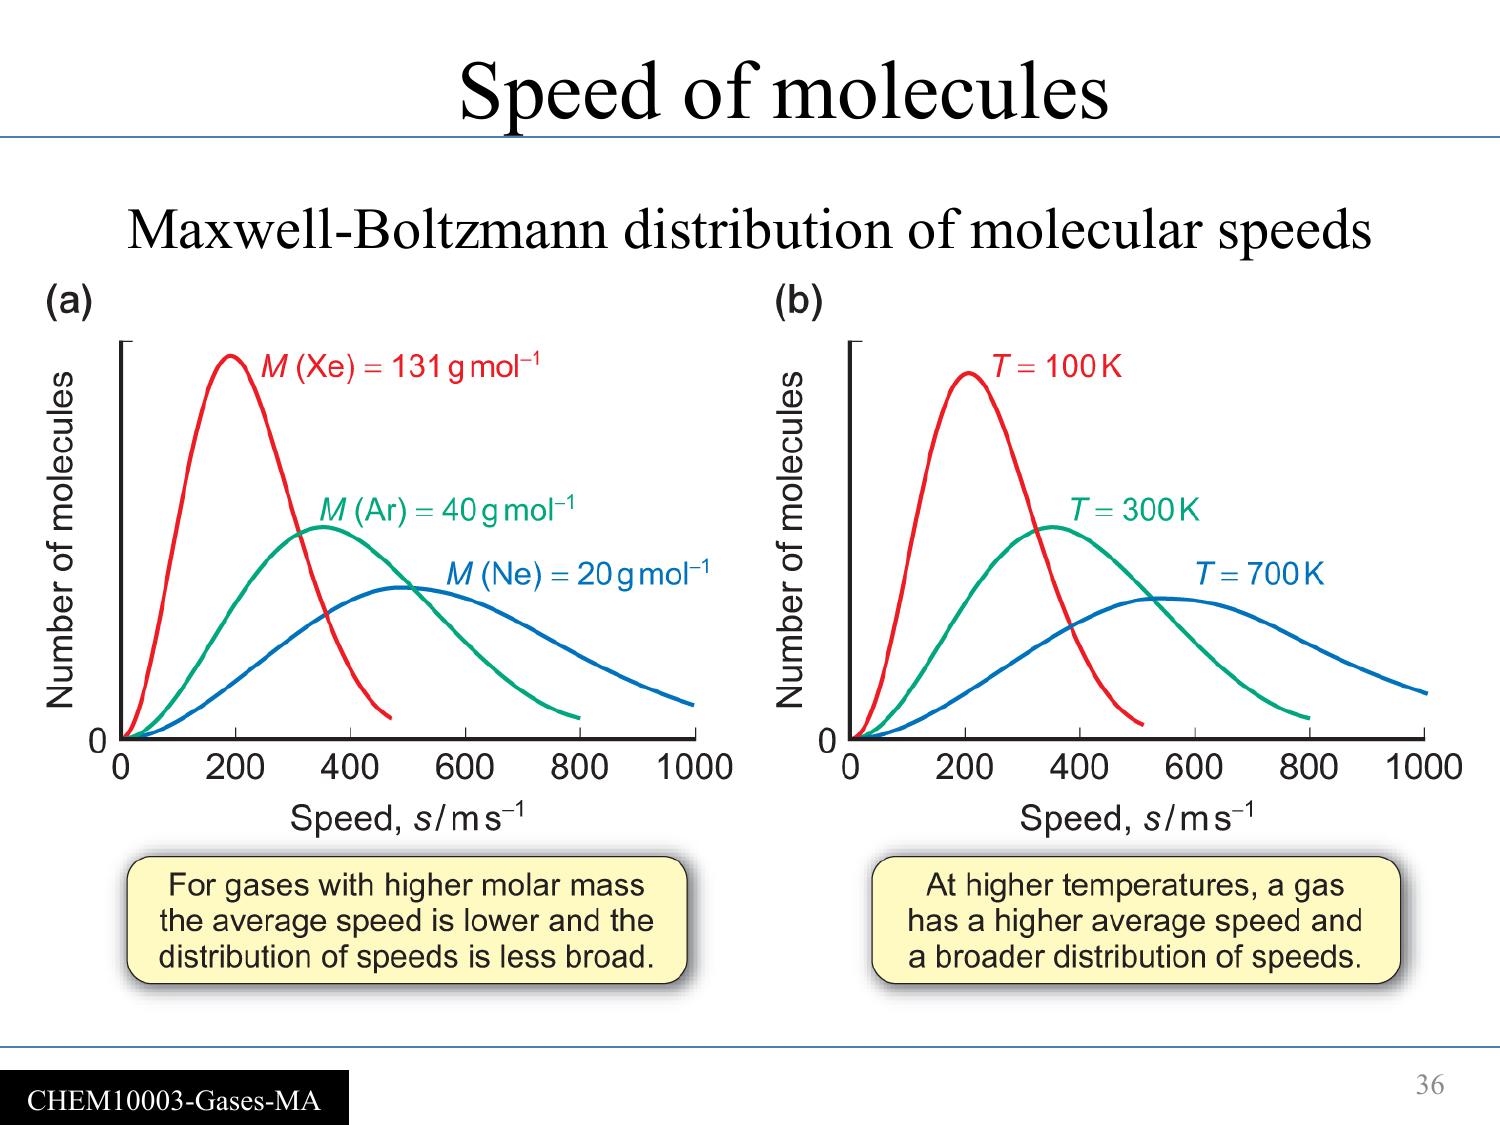 Speed of molecules
Maxwell-Boltzmann distribution of molecular speeds
(a)
Number of molecules
M (Xe) = 131 g mol⁻¹
M (Ar) = 40 g mol⁻¹
M (Ne) = 20 g mol⁻¹
0
0 200 400 600 800 1000
Speed, s / m s⁻¹
For gases with higher molar mass
the average speed is lower and the
distribution of speeds is less broad.
(b)
Number of molecules
T = 100 K
T = 300 K
T = 700 K
0
0 200 400 600 800 1000
Speed, s / m s⁻¹
At higher temperatures, a gas
has a higher average speed and
a broader distribution of speeds.
CHEM10003-Gases-MA
36